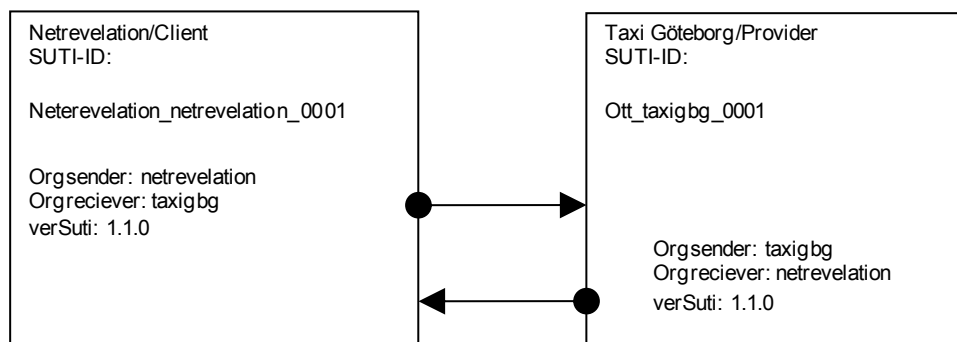 Netrevelation/Client
SUTI-ID:
Neterevelation_netrevelation_0001
Orgsender: netrevelation
Orgreciever: taxigbg
verSuti: 1.1.0
Taxi Göteborg/Provider
SUTI-ID:
Ott_taxigbg_0001
Orgsender: taxigbg
Orgreciever: netrevelation
verSuti: 1.1.0